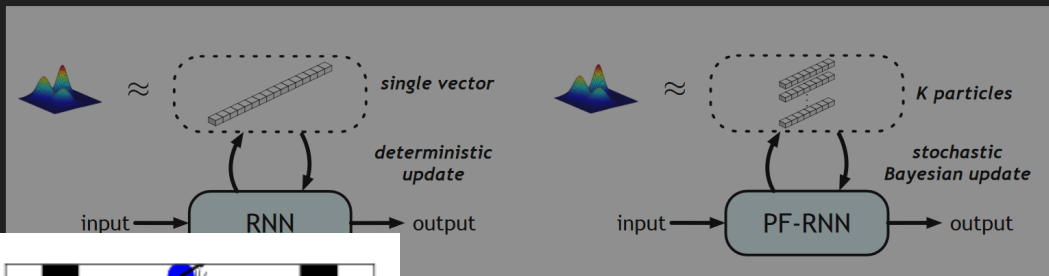 ≈
single vector
deterministic
update
input
RNN
output
≈
K particles
stochastic
Bayesian update
input
PF-RNN
output